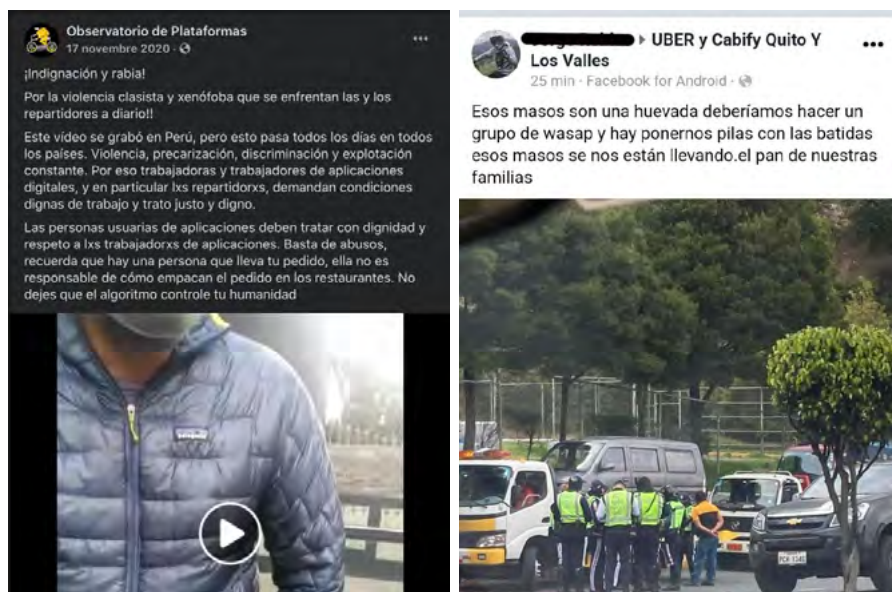 Observatorio de Plataformas
17 novembre 2020
¡Indignación y rabia!
Por la violencia clasista y xenófoba que se enfrentan las y los
repartidores a diario!!
Este vídeo se grabó en Perú, pero esto pasa todos los días en todos
los países. Violencia, precarización, discriminación y explotación
constante. Por eso trabajadoras y trabajadores de aplicaciones
digitales, y en particular lxs repartidorxs, demandan condiciones
dignas de trabajo y trato justo y digno.
Las personas usuarias de aplicaciones deben tratar con dignidad y
respeto a lxs trabajadorxs de aplicaciones. Basta de abusos,
recuerda que hay una persona que lleva tu pedido, ella no es
responsable de cómo empacan el pedido en los restaurantes. No
dejes que el algoritmo controle tu humanidad
patagonia
UBER y Cabify Quito Y
Los Valles
25 min · Facebook for Android ·
Esos masos son una huevada deberíamos hacer un
grupo de wasap y hay ponernos pilas con las batidas
esos masos se nos están llevando.el pan de nuestras
familias